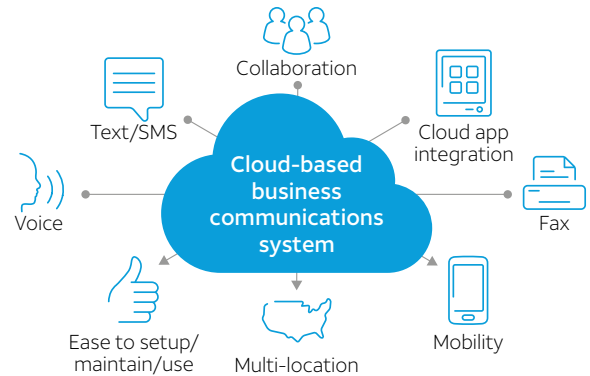 Collaboration
Text/SMS
Cloud app
integration
Cloud-based
business
communications
system
Voice
Fax
Ease to setup/
maintain/use
Multi-location
Mobility